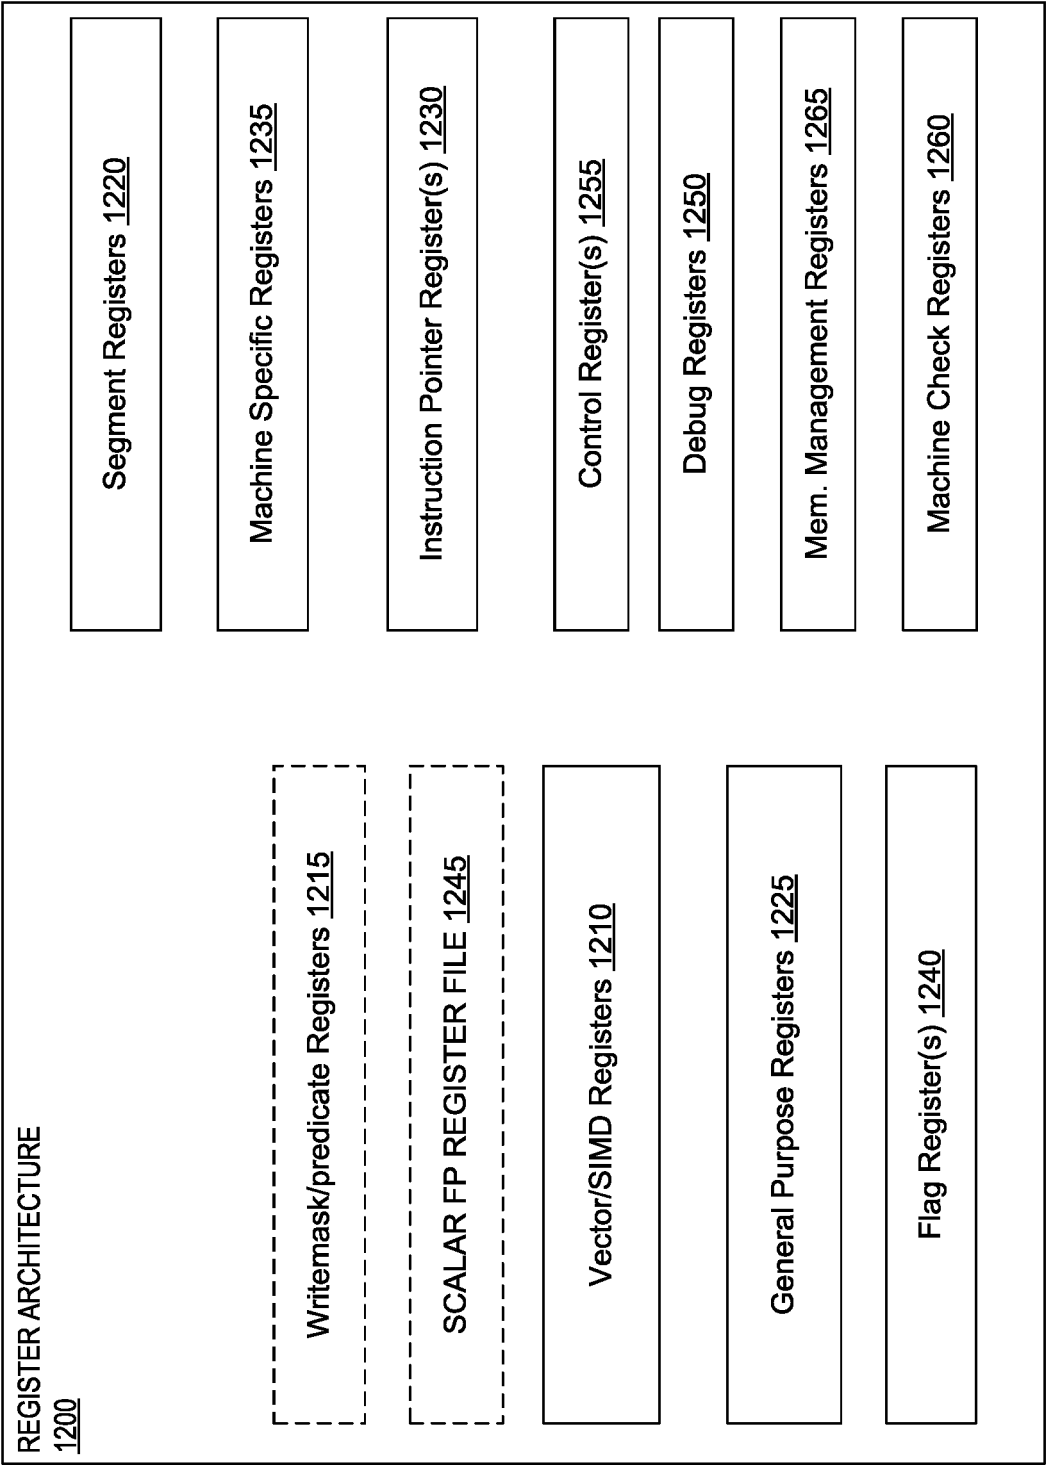 REGISTER ARCHITECTURE
1200
Writemask/predicate Registers 1215
SCALAR FP REGISTER FILE 1245
Vector/SIMD Registers 1210
General Purpose Registers 1225
Flag Register(s) 1240
Segment Registers 1220
Machine Specific Registers 1235
Instruction Pointer Register(s) 1230
Control Register(s) 1255
Debug Registers 1250
Mem. Management Registers 1265
Machine Check Registers 1260